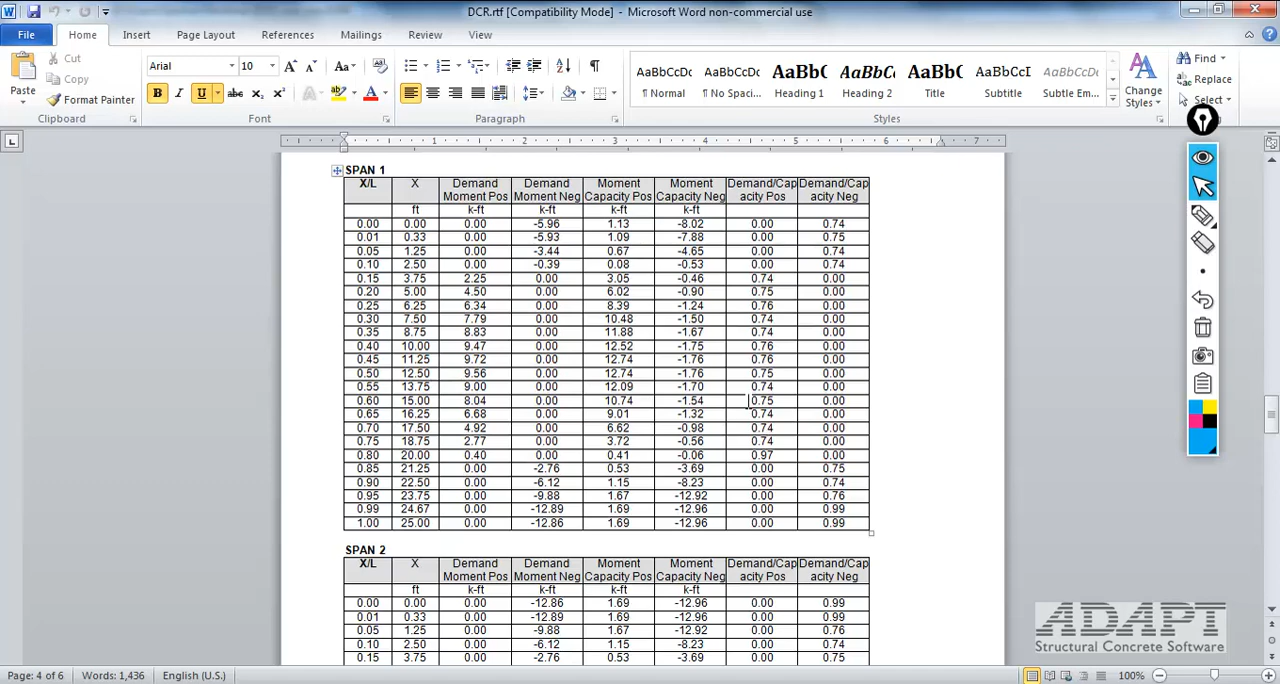 DCR.rtf [Compatibility Mode] - Microsoft Word non-commercial use
File Home Insert Page Layout References Mailings Review View
Paste
Cut
Copy
Format Painter
Clipboard
Arial 10
Font
Paragraph
AaBbCcDc AaBbCcDc AaBb( AaBbC AaBb( AaBbCcI AaBbCcDc
¶ Normal ¶ No Spaci... Heading 1 Heading 2 Title Subtitle Subtle Em...
Change Styles
Styles
Find
Replace
Select
1 2 3 4 5 6 7
SPAN 1
X/L X Demand Demand Moment Moment Demand/Cap Demand/Cap
Moment Pos Moment Neg Capacity Pos Capacity Neg acity Pos acity Neg
ft k-ft k-ft k-ft k-ft
0.00 0.00 0.00 -5.96 1.13 -8.02 0.00 0.74
0.01 0.33 0.00 -5.93 1.09 -7.88 0.00 0.75
0.05 1.25 0.00 -3.44 0.67 -4.65 0.00 0.74
0.10 2.50 0.00 -0.39 0.08 -0.53 0.00 0.74
0.15 3.75 2.25 0.00 3.05 -0.46 0.74 0.00
0.20 5.00 4.50 0.00 6.02 -0.90 0.75 0.00
0.25 6.25 6.34 0.00 8.39 -1.24 0.76 0.00
0.30 7.50 7.79 0.00 10.48 -1.50 0.74 0.00
0.35 8.75 8.83 0.00 11.88 -1.67 0.74 0.00
0.40 10.00 9.47 0.00 12.52 -1.75 0.76 0.00
0.45 11.25 9.72 0.00 12.74 -1.76 0.76 0.00
0.50 12.50 9.56 0.00 12.74 -1.76 0.75 0.00
0.55 13.75 9.00 0.00 12.09 -1.70 0.74 0.00
0.60 15.00 8.04 0.00 10.74 -1.54 0.75 0.00
0.65 16.25 6.68 0.00 9.01 -1.32 0.74 0.00
0.70 17.50 4.92 0.00 6.62 -0.98 0.74 0.00
0.75 18.75 2.77 0.00 3.72 -0.56 0.74 0.00
0.80 20.00 0.40 0.00 0.41 -0.06 0.97 0.00
0.85 21.25 0.00 -2.76 0.53 -3.69 0.00 0.75
0.90 22.50 0.00 -6.12 1.15 -8.23 0.00 0.74
0.95 23.75 0.00 -9.88 1.67 -12.92 0.00 0.76
0.99 24.67 0.00 -12.89 1.69 -12.96 0.00 0.99
1.00 25.00 0.00 -12.86 1.69 -12.96 0.00 0.99
SPAN 2
X/L X Demand Demand Moment Moment Demand/Cap Demand/Cap
Moment Pos Moment Neg Capacity Pos Capacity Neg acity Pos acity Neg
ft k-ft k-ft k-ft k-ft
0.00 0.00 0.00 -12.86 1.69 -12.96 0.00 0.99
0.01 0.33 0.00 -12.89 1.69 -12.96 0.00 0.99
0.05 1.25 0.00 -9.88 1.67 -12.92 0.00 0.76
0.10 2.50 0.00 -6.12 1.15 -8.23 0.00 0.74
0.15 3.75 0.00 -2.76 0.53 -3.69 0.00 0.75
ADAPT
Structural Concrete Software
Page: 4 of 6 Words: 1,436 English (U.S.) 100%